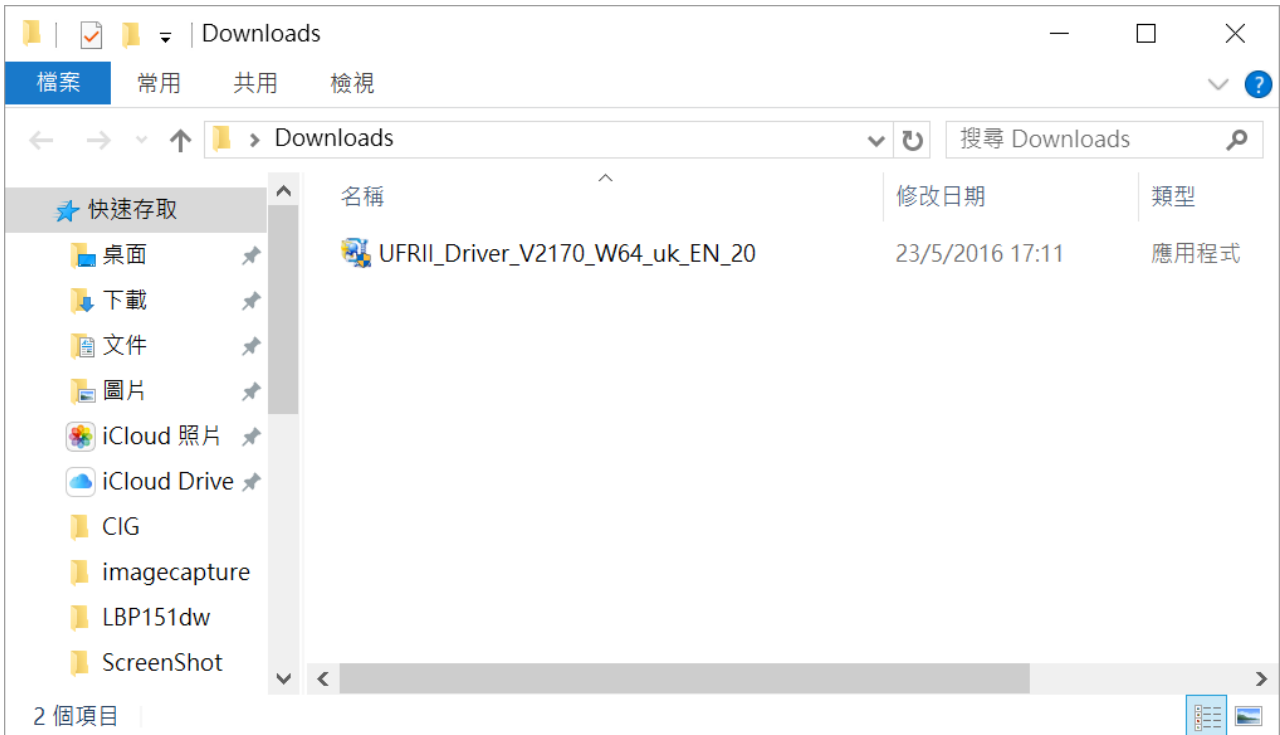 Downloads
檔案 常用 共用 檢視
Downloads 搜尋 Downloads
名稱 修改日期 類型
快速存取
桌面
下載
文件
圖片
iCloud 照片
iCloud Drive
CIG
imagecapture
LBP151dw
ScreenShot
UFRII_Driver_V2170_W64_uk_EN_20 23/5/2016 17:11 應用程式
2 個項目